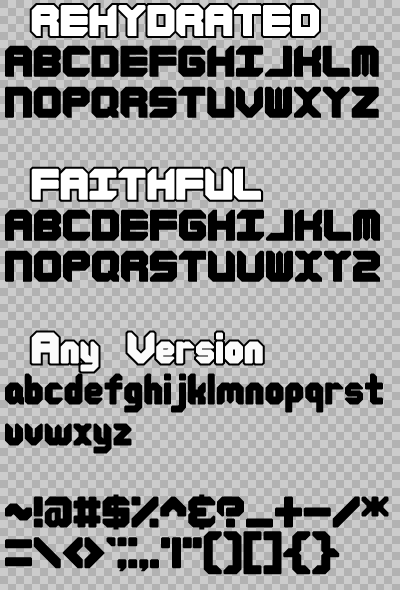 REHYDRATED
ABCDEFGHIJKLM
NOPQRSTUVWXYZ
FAITHFUL
ABCDEFGHIJKLM
NOPQRSTUVWXYZ
Any Version
abcdefghijklmnopqrst
uvwxyz
~!@#$%^&?_+-/*
=\<>`:;.,'|"()[]{}